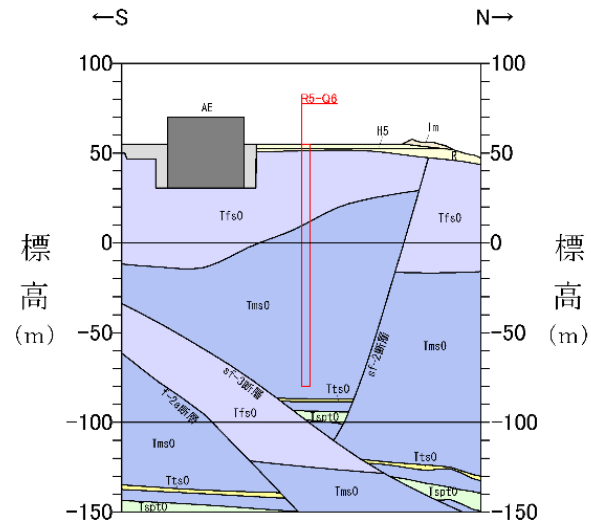 ←S
N→
100
50
0
-50
-100
-150
標高(m)
R5-Q6
AE
H5
Im
R
Tfs0
Tfs0
Tms0
Tms0
sf-3断層
sf-2断層
f-2a断層
Tts0
Tspt0
Tfs0
Tms0
Tts0
Tts0
Tms0
Tspt0
Tspt0
100
50
0
-50
-100
-150
標高(m)